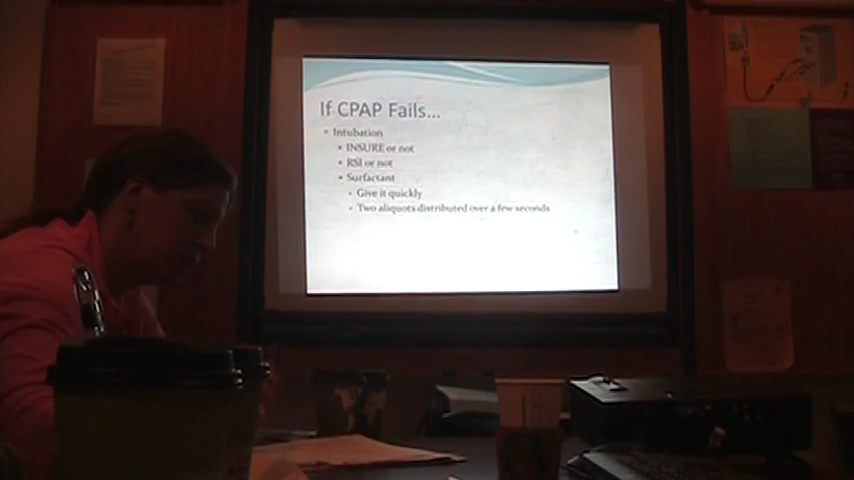 If CPAP Fails...
Intubation
INSURE or not
RSI or not
Surfactant
Give it quickly
Two aliquots distributed over a few seconds